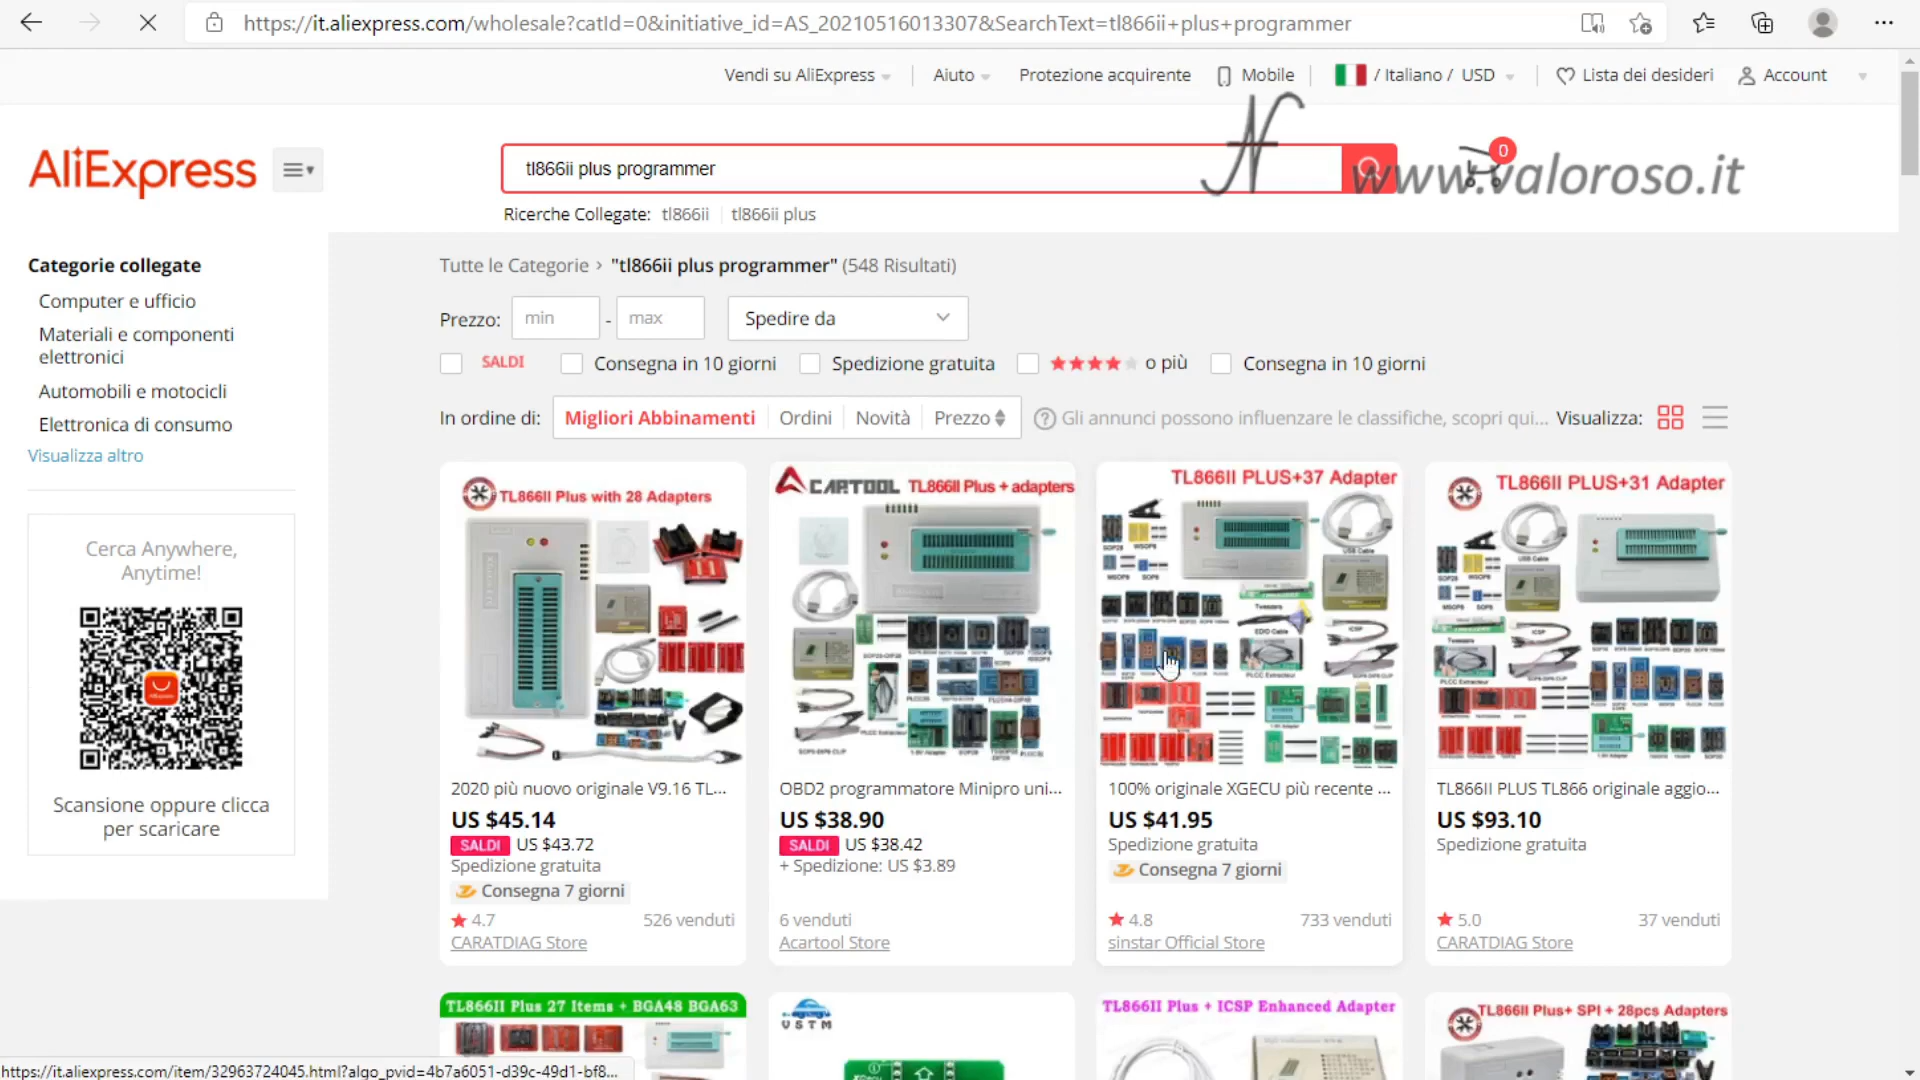 https://it.aliexpress.com/wholesale?catId=0&initiative_id=AS_20210516013307&SearchText=tl866ii+plus+programmer
Vendi su AliExpress
Aiuto
Protezione acquirente
Mobile
/ Italiano / USD
Lista dei desideri
Account
AliExpress
tl866ii plus programmer
0
www.valoroso.it
Ricerche Collegate: tl866ii tl866ii plus
Categorie collegate
Computer e ufficio
Materiali e componenti
elettronici
Automobili e motocicli
Elettronica di consumo
Visualizza altro
Cerca Anywhere,
Anytime!
Scansione oppure clicca
per scaricare
Tutte le Categorie > "tl866ii plus programmer" (548 Risultati)
Prezzo: min - max Spedire da
SALDI Consegna in 10 giorni Spedizione gratuita o più Consegna in 10 giorni
In ordine di: Migliori Abbinamenti Ordini Novità Prezzo Gli annunci possono influenzare le classifiche, scopri qui... Visualizza:
TL866II Plus with 28 Adapters
2020 più nuovo originale V9.16 TL...
US $45.14
SALDI US $43.72
Spedizione gratuita
Consegna 7 giorni
4.7 526 venduti
CARATDIAG Store
CARTOOL TL866II Plus + adapters
OBD2 programmatore Minipro uni...
US $38.90
SALDI US $38.42
+ Spedizione: US $3.89
6 venduti
Acartool Store
TL866II PLUS+37 Adapter
100% originale XGECU più recente ...
US $41.95
Spedizione gratuita
Consegna 7 giorni
4.8 733 venduti
sinstar Official Store
TL866II PLUS+31 Adapter
TL866II PLUS TL866 originale aggio...
US $93.10
Spedizione gratuita
5.0 37 venduti
CARATDIAG Store
TL866II Plus 27 Items + BGA48 BGA63
VSTM
TL866II Plus + ICSP Enhanced Adapter
TL866II Plus+ SPI + 28pcs Adapters
https://it.aliexpress.com/item/32963724045.html?algo_pvid=4b7a6051-d39c-49d1-bf8...